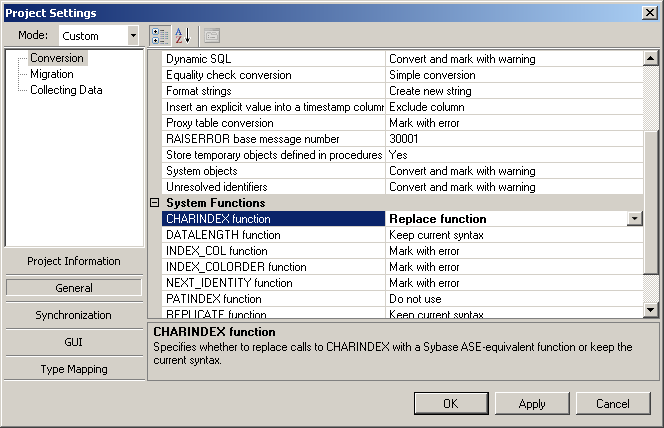 Project Settings
Mode: Custom
Conversion
Migration
Collecting Data
Project Information
General
Synchronization
GUI
Type Mapping
Dynamic SQL Convert and mark with warning
Equality check conversion Simple conversion
Format strings Create new string
Insert an explicit value into a timestamp column Exclude column
Proxy table conversion Mark with error
RAISERROR base message number 30001
Store temporary objects defined in procedures Yes
System objects Convert and mark with warning
Unresolved identifiers Convert and mark with warning
System Functions
CHARINDEX function Replace function
DATALENGTH function Keep current syntax
INDEX_COL function Mark with error
INDEX_COLORDER function Mark with error
NEXT_IDENTITY function Mark with error
PATINDEX function Do not use
REPLICATE function Keep current syntax
CHARINDEX function
Specifies whether to replace calls to CHARINDEX with a Sybase ASE-equivalent function or keep the
current syntax.
OK Apply Cancel